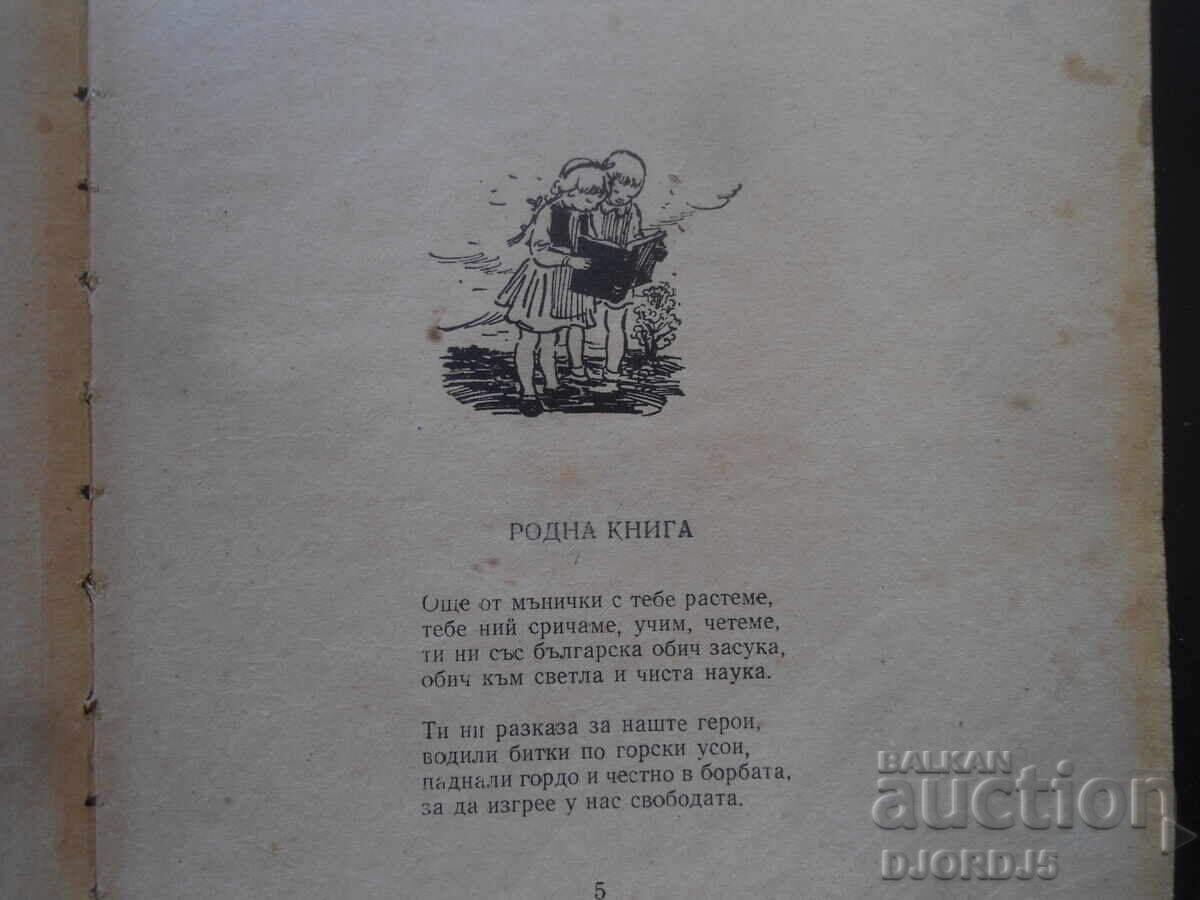 РОДНА КНИГА
Още от мънички с тебе растеме,
тебе ний сричаме, учим, четеме,
ти ни със българска обич засука,
обич към светла и чиста наука.
Ти ни разказа за наште герои,
водили битки по горски усои,
паднали гордо и честно в борбата,
за да изгрее у нас свободата.
5
BALKAN
auction
DJORDJ5